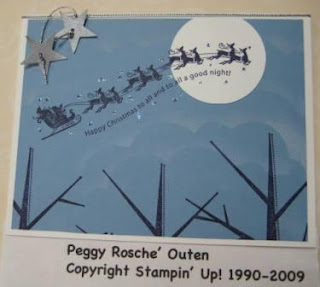 Happy Christmas to all and to all a good night!
Peggy Rosche' Outen
Copyright Stampin' Up! 1990-2009